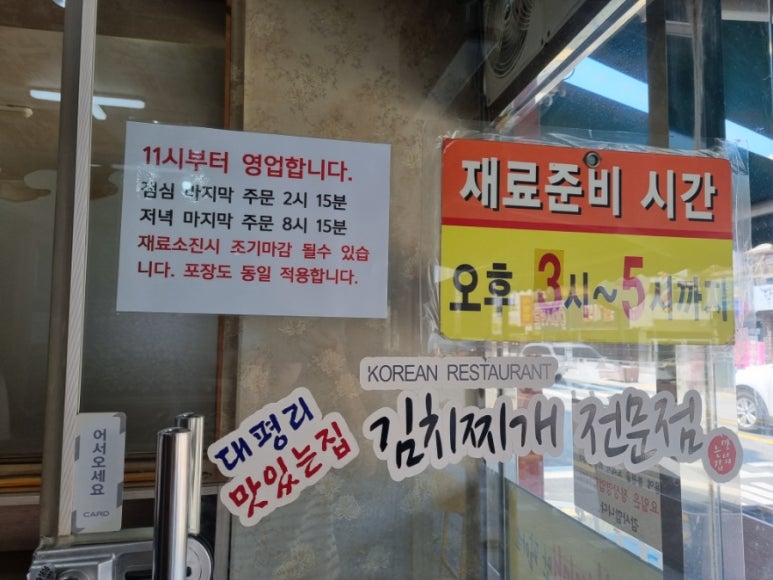 11시부터 영업합니다.
점심 마지막 주문 2시 15분
저녁 마지막 주문 8시 15분
재료소진시 조기마감 될수 있습
니다. 포장도 동일 적용합니다.
재료준비 시간
오후 3시~5시까지
KOREAN RESTAURANT
김치찌개 전문점
대평리
맛있는집
어서오세요
CARD
감사합니다